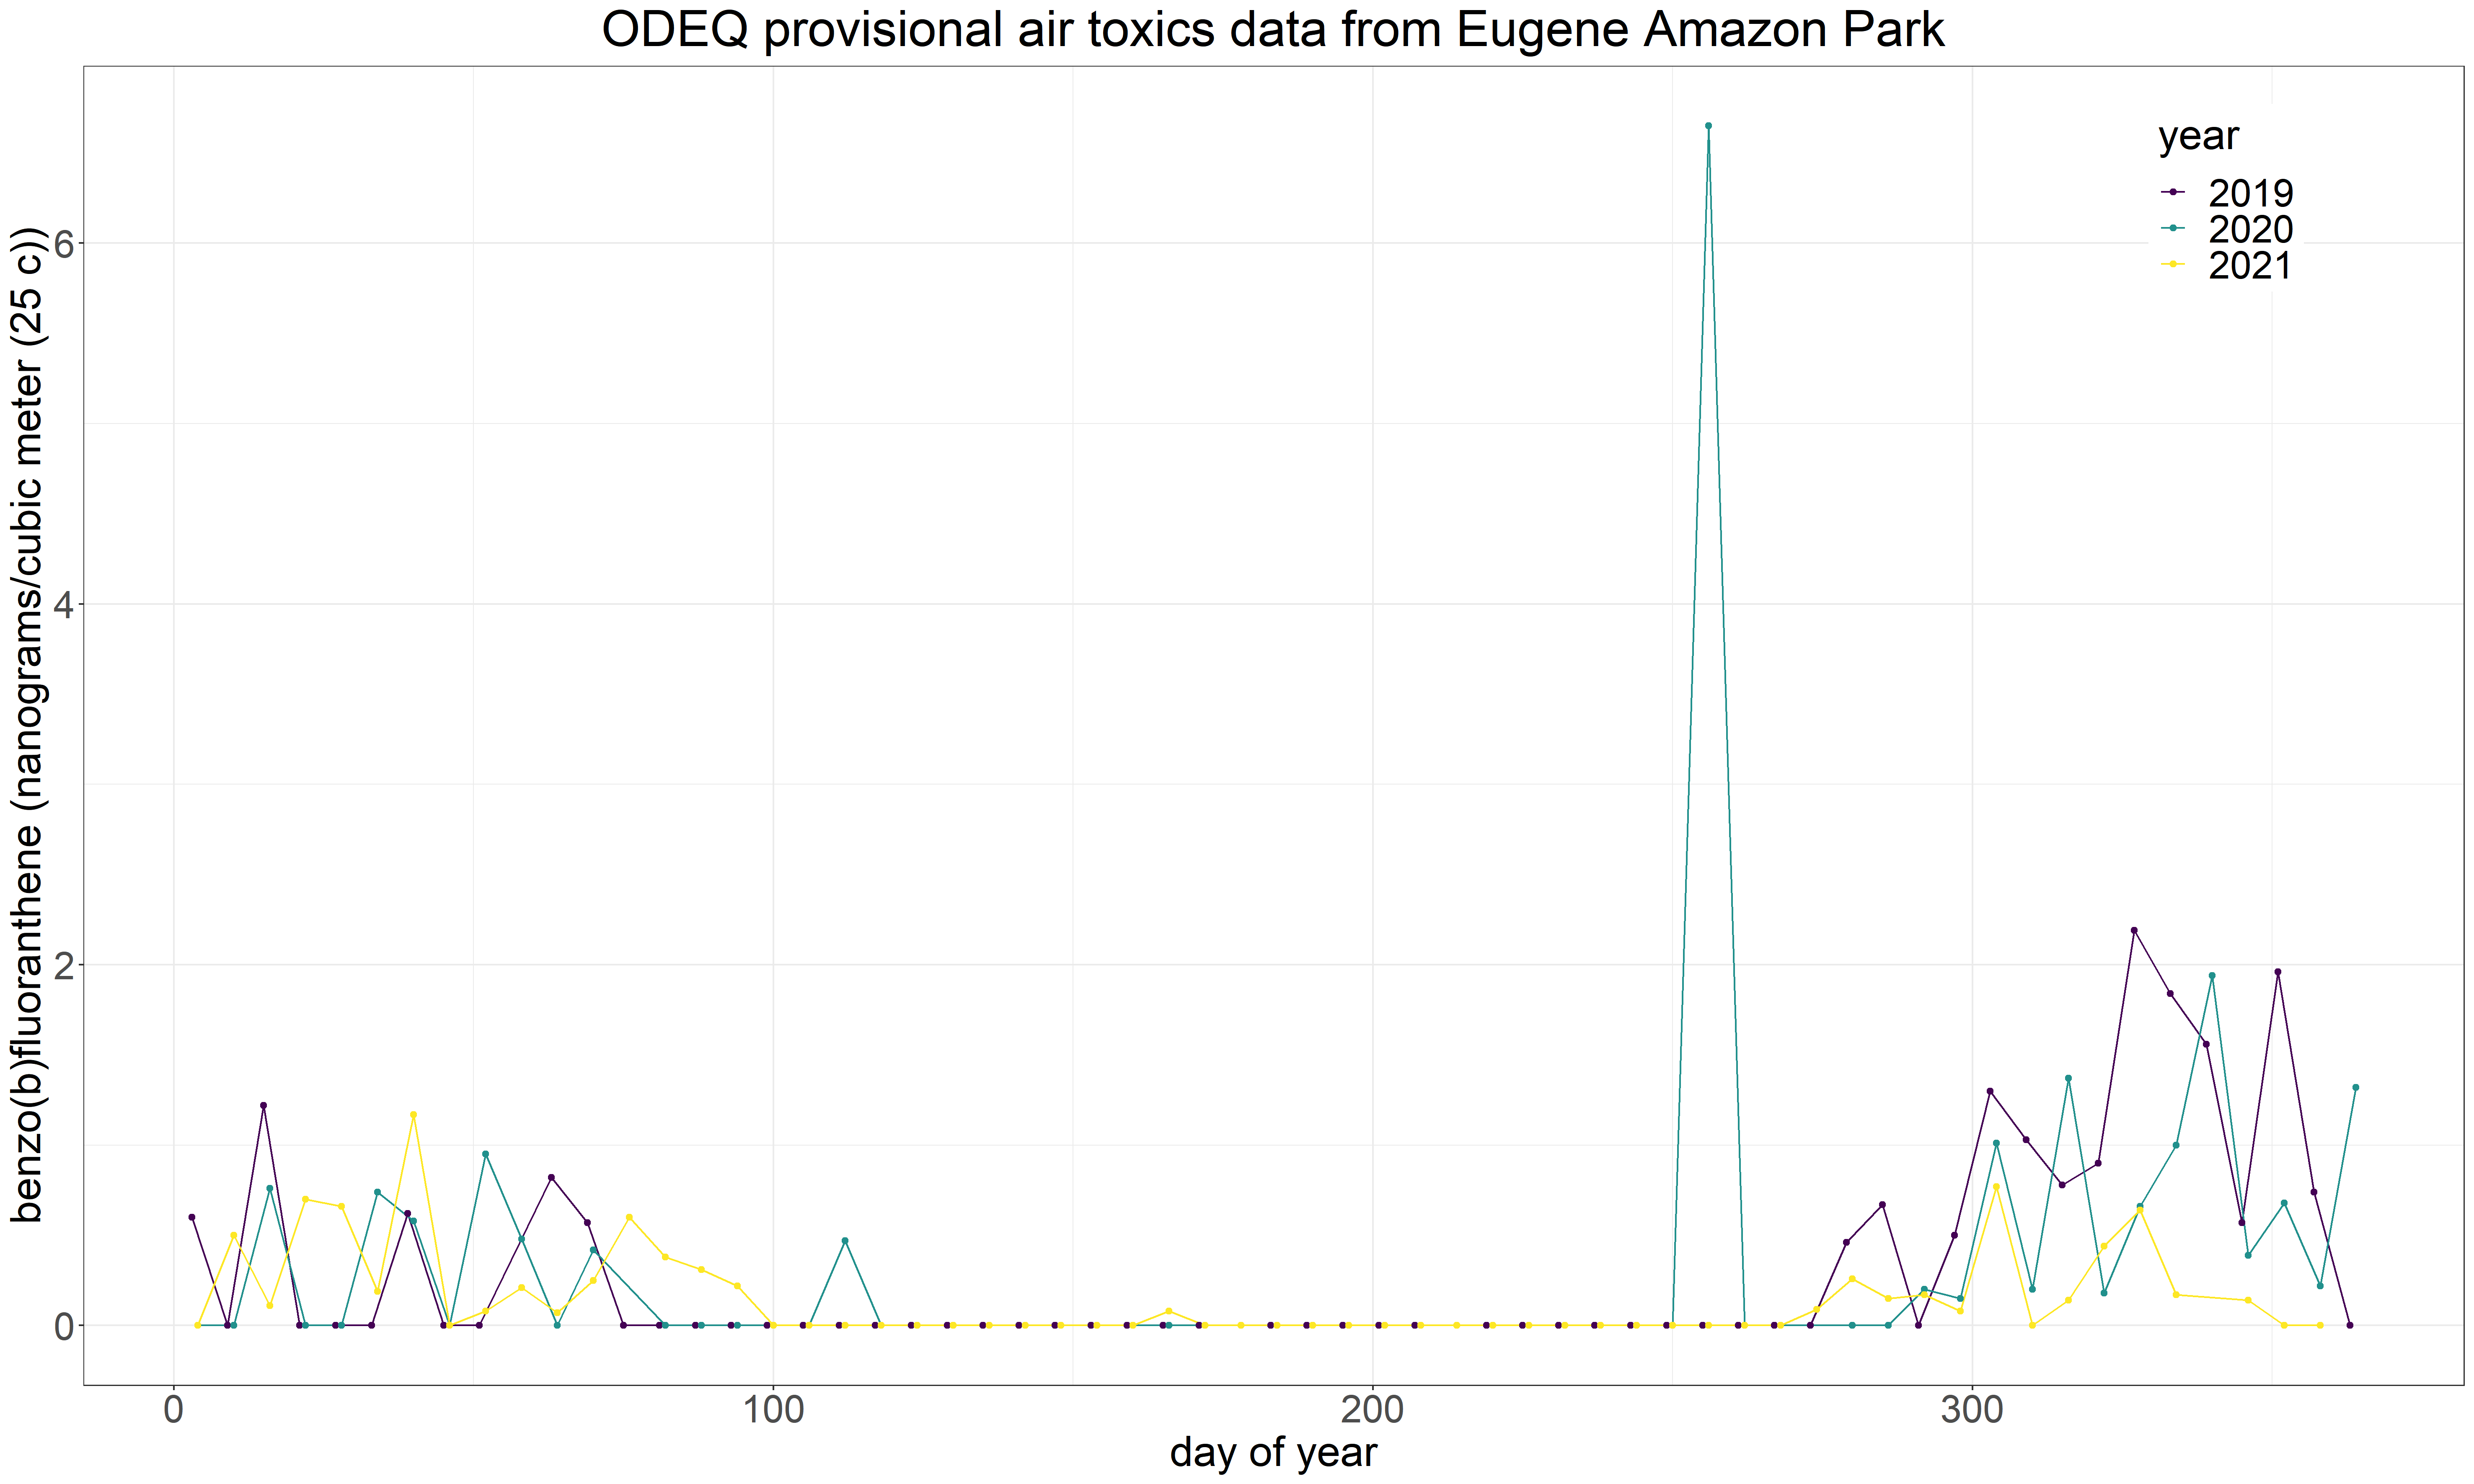 ODEQ provisional air toxics data from Eugene Amazon Park
benzo(b)fluoranthene (nanograms/cubic meter (25 c))
6
4
2
0
year
2019
2020
2021
0 100 200 300
day of year